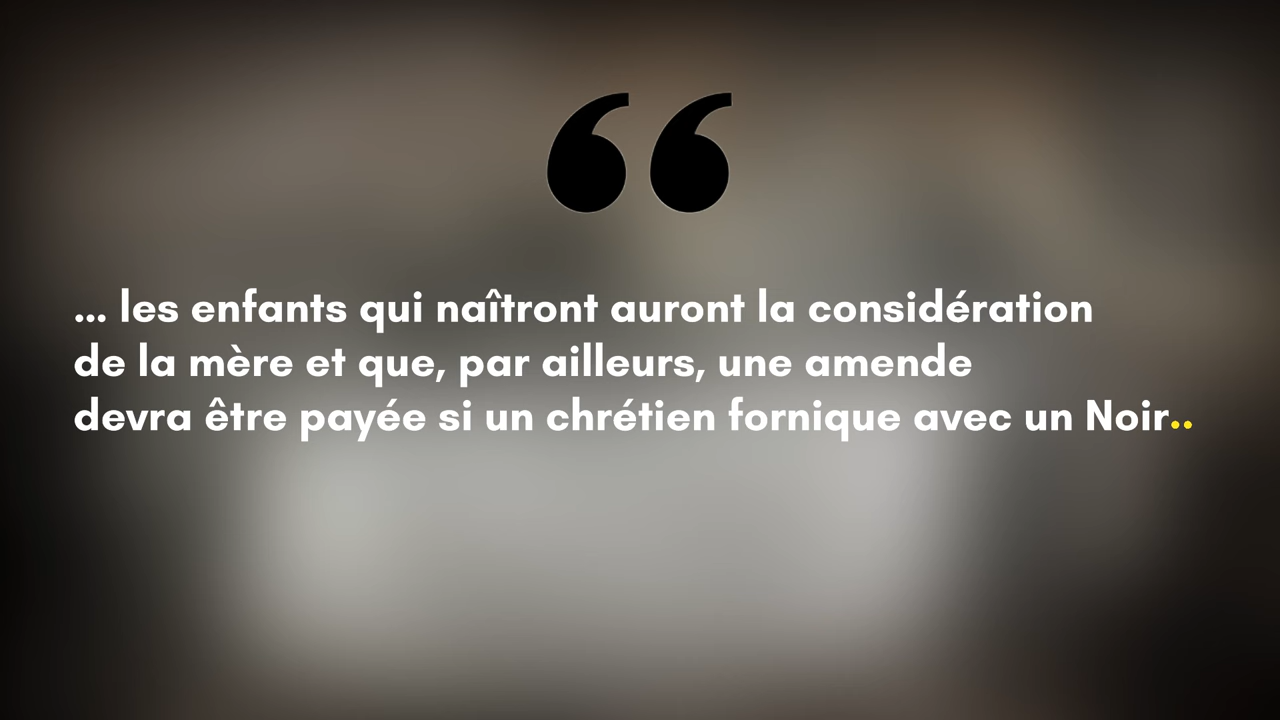 ... les enfants qui naîtront auront la considération
de la mère et que, par ailleurs, une amende
devra être payée si un chrétien fornique avec un Noir..